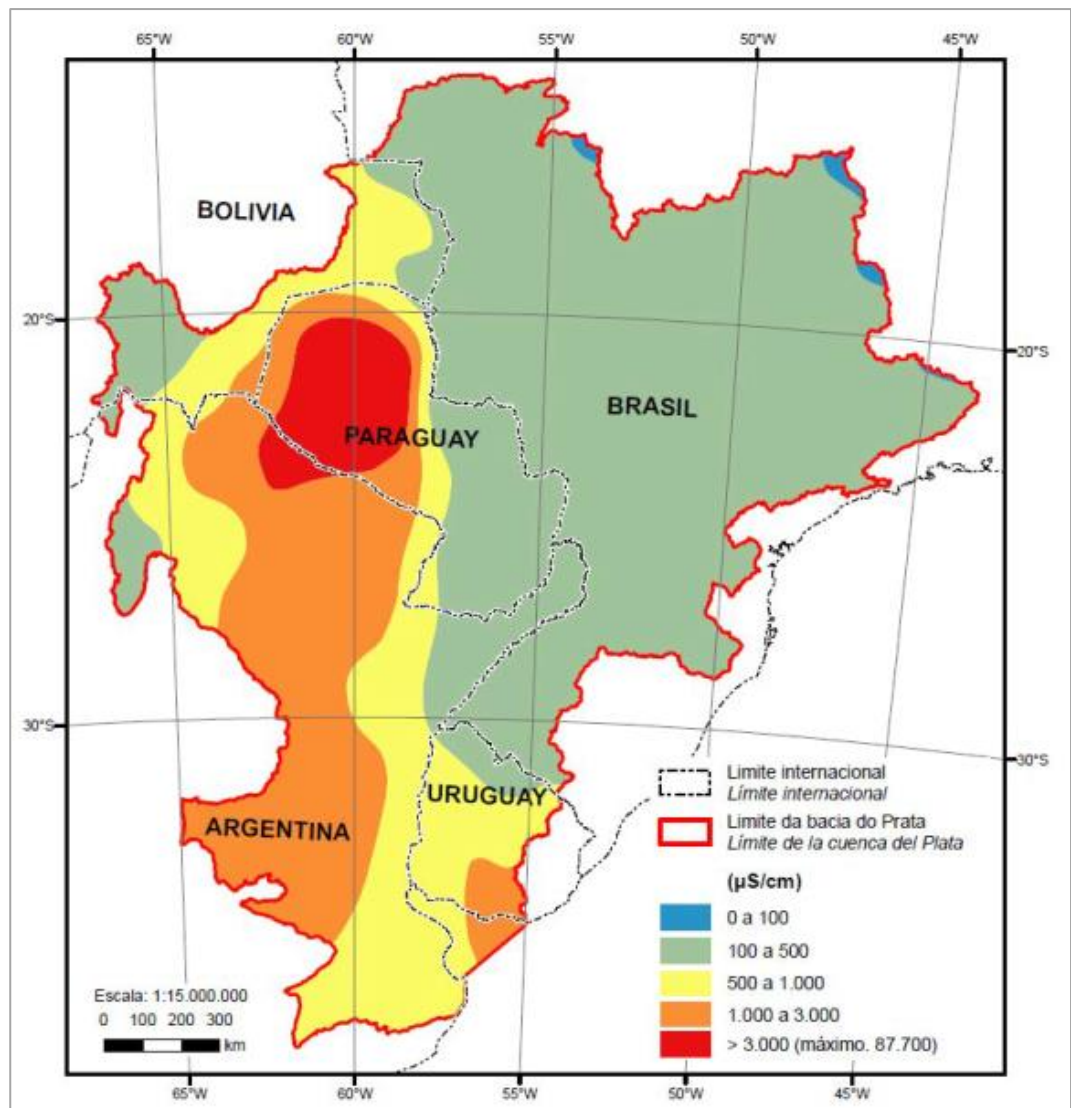 65°W 60°W 55°W 50°W 45°W
BOLIVIA
20°S
20°S
BRASIL
PARAGUAY
30°S
30°S
URUGUAY
ARGENTINA
Limite internacional
Límite internacional
Limite da bacia do Prata
Límite de la cuenca del Plata
(µS/cm)
0 a 100
100 a 500
500 a 1.000
1.000 a 3.000
> 3.000 (máximo. 87.700)
Escala: 1:15.000.000
0 100 200 300
km
65°W 60°W 55°W 50°W 45°W